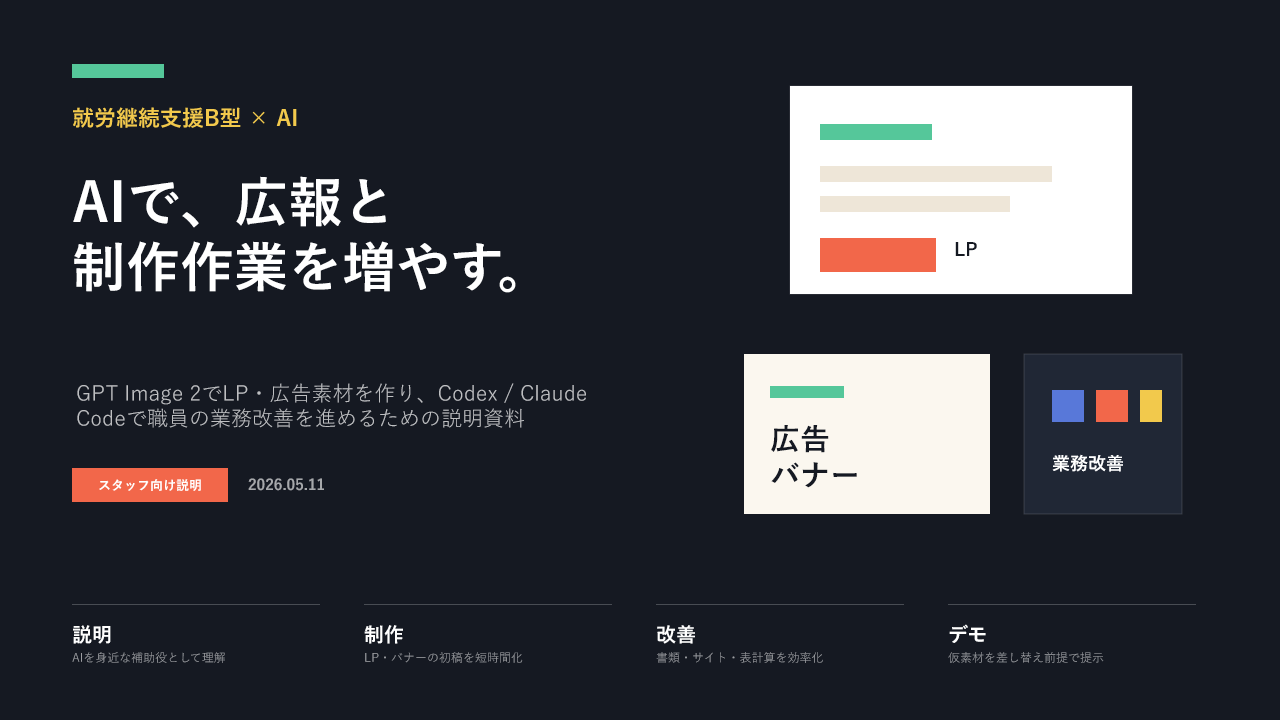 就労継続支援B型 × AI
AIで、広報と
制作作業を増やす。
GPT Image 2でLP・広告素材を作り、Codex / Claude
Codeで職員の業務改善を進めるための説明資料
スタッフ向け説明
2026.05.11
LP
広告
バナー
業務改善
説明
AIを身近な補助役として理解
制作
LP・バナーの初稿を短時間化
改善
書類・サイト・表計算を効率化
デモ
仮素材を差し替え前提で提示